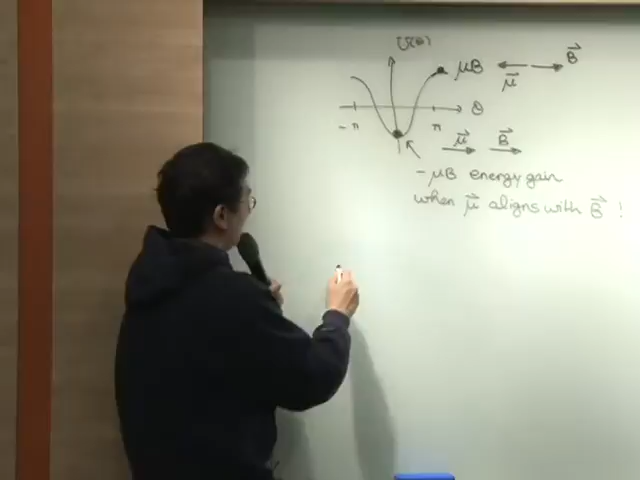 U(θ)
μB
μ⃗
B⃗
θ
-π
π
μ⃗ B⃗
-μB energy gain
when μ⃗ aligns with B⃗ !